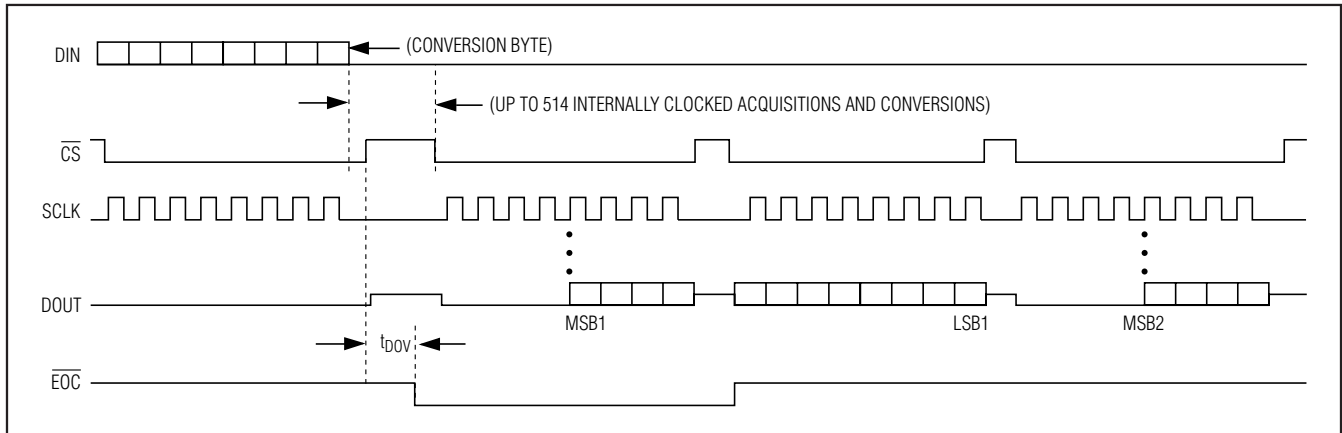 DIN
(CONVERSION BYTE)
(UP TO 514 INTERNALLY CLOCKED ACQUISITIONS AND CONVERSIONS)
CS
SCLK
DOUT
MSB1 LSB1 MSB2
tDOV
EOC